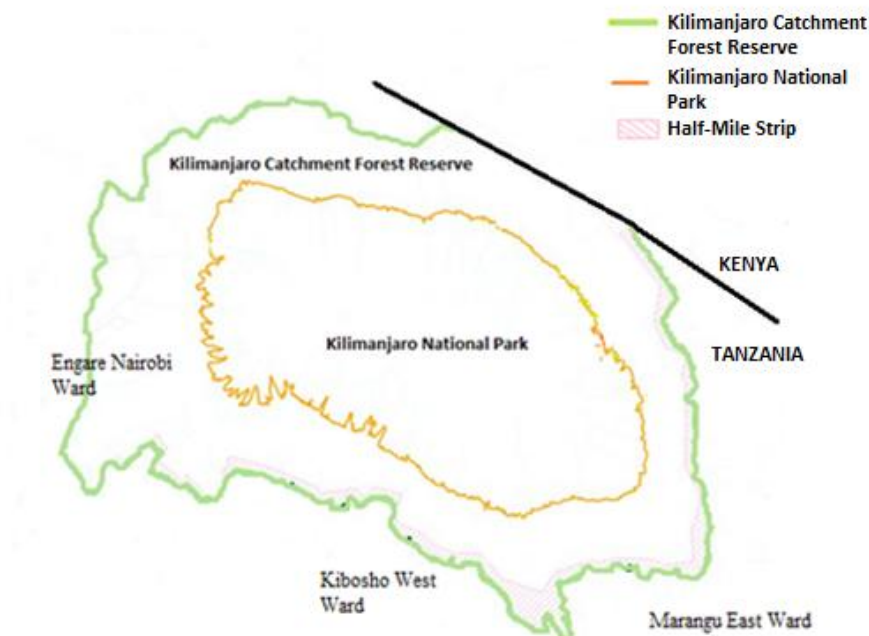 Kilimanjaro Catchment
Forest Reserve
Kilimanjaro National
Park
Half-Mile Strip
Kilimanjaro Catchment Forest Reserve
KENYA
Kilimanjaro National Park
TANZANIA
Engare Nairobi
Ward
Kibosho West
Ward
Marangu East Ward